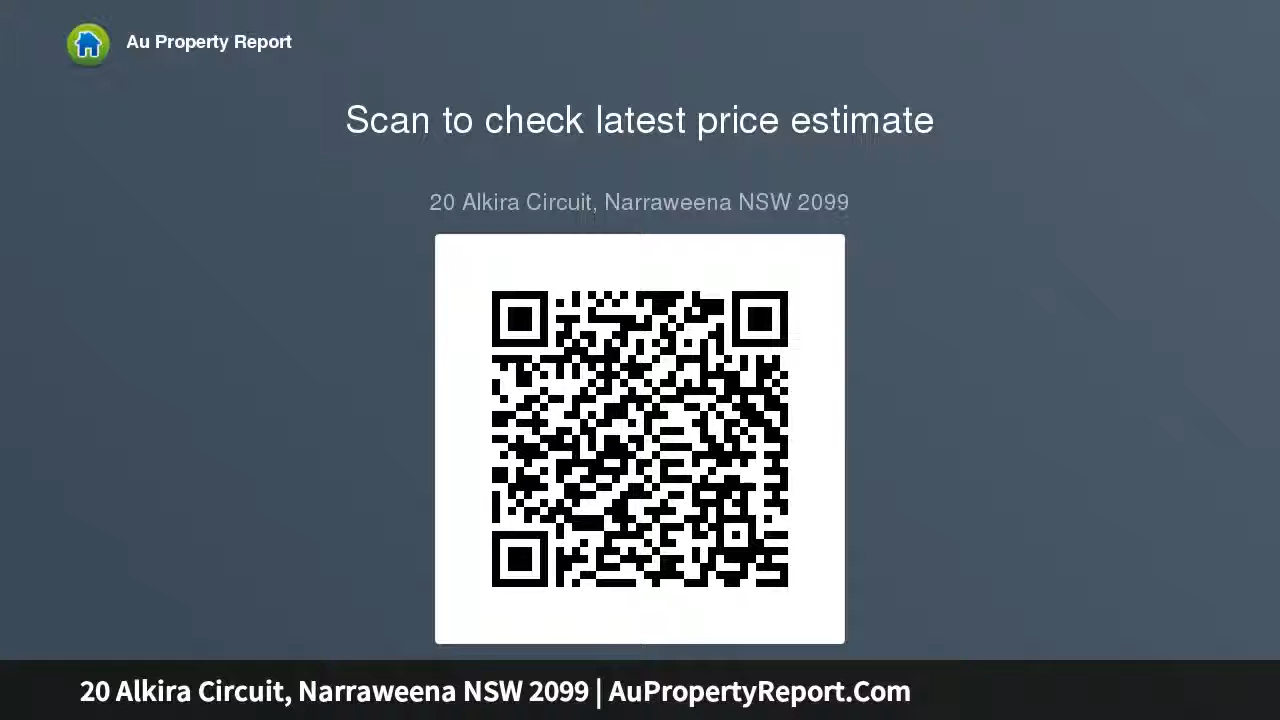 Au Property Report
Scan to check latest price estimate
20 Alkira Circuit, Narraweena NSW 2099
20 Alkira Circuit, Narraweena NSW 2099 | AuPropertyReport.Com